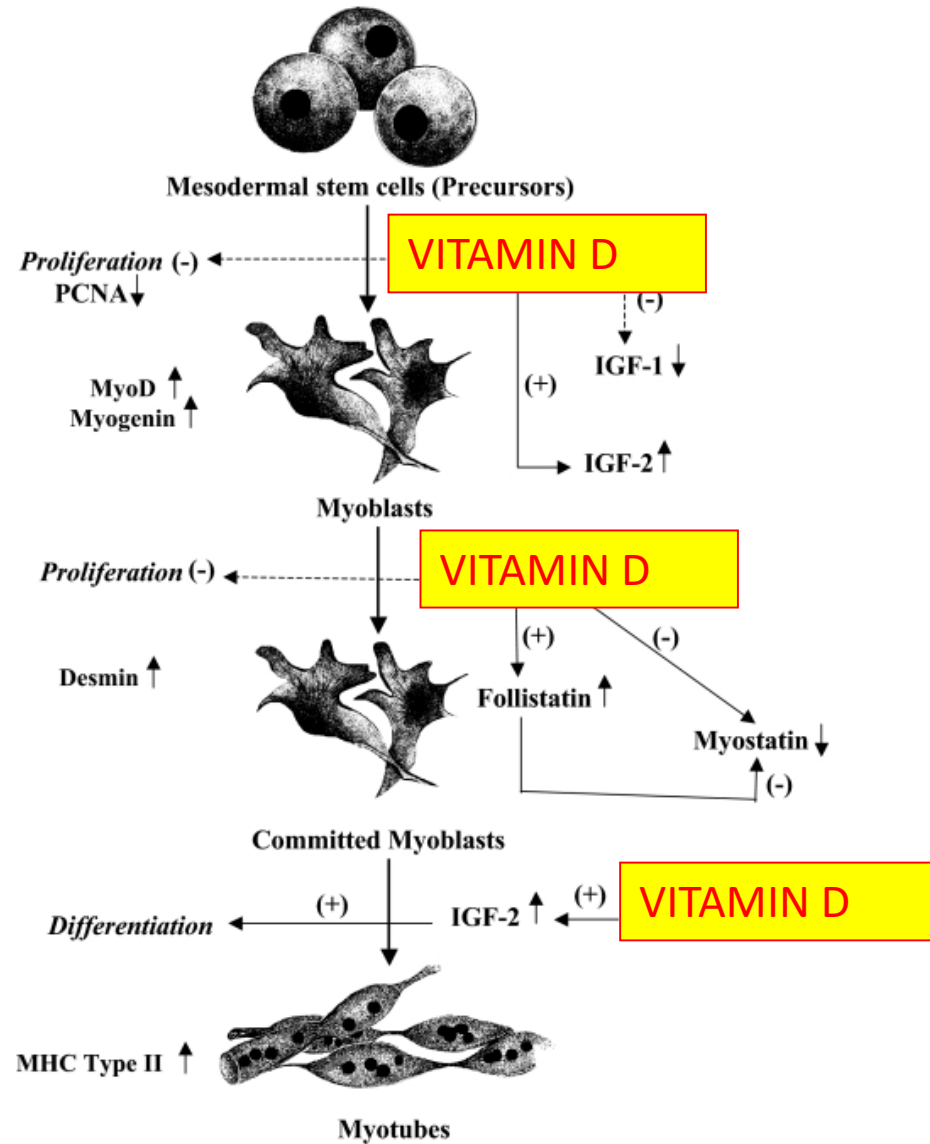 Mesodermal stem cells (Precursors)
VITAMIN D
Proliferation (-)
PCNA↓
(-)
IGF-1 ↓
MyoD ↑
Myogenin ↑
(+)
IGF-2 ↑
Myoblasts
VITAMIN D
Proliferation (-)
(+)
(-)
Desmin ↑
Follistatin ↑
Myostatin ↓
(-)
Committed Myoblasts
VITAMIN D
(+)
IGF-2 ↑
(+)
Differentiation
MHC Type II ↑
Myotubes